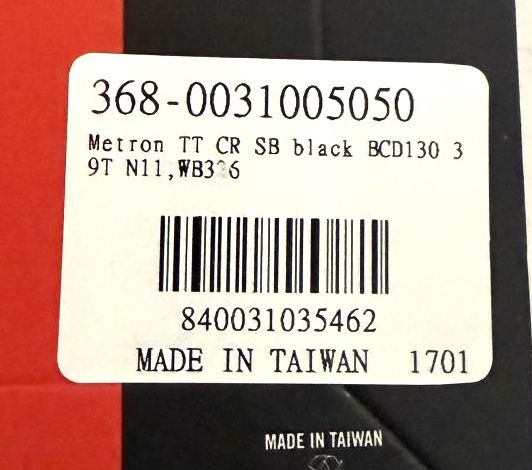 368-0031005050
Metron TT CR SB black BCD130 3
9T N11,
840031035462
MADE IN TAIWAN 1701
MADE IN TAIWAN